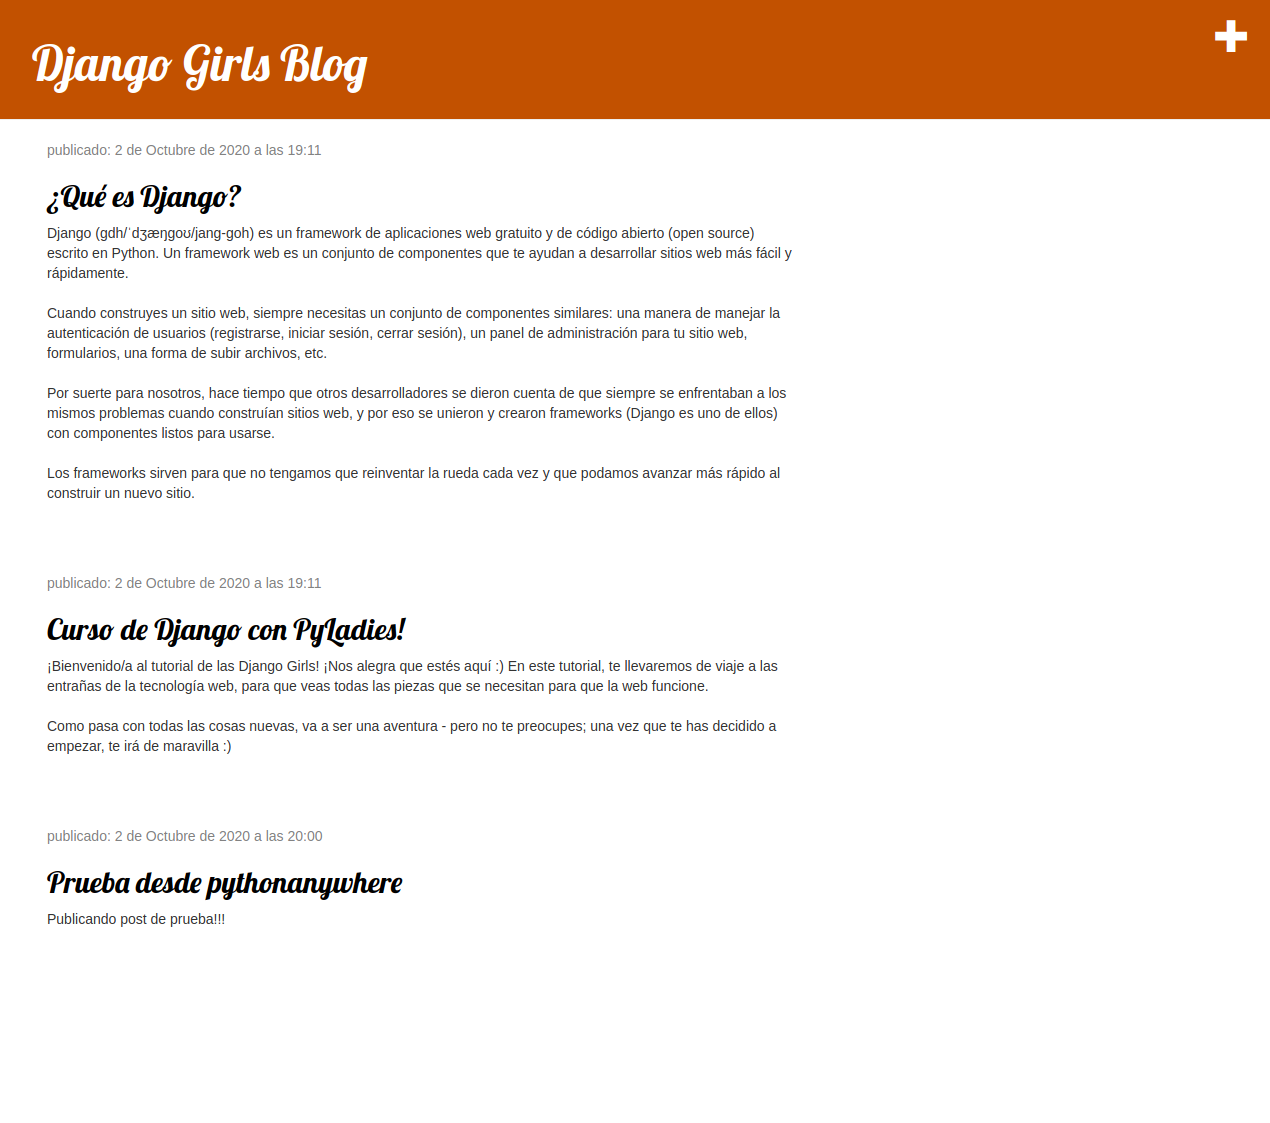 Django Girls Blog
publicado: 2 de Octubre de 2020 a las 19:11
¿Qué es Django?
Django (gdh/ˈdʒæŋgoʊ/jang-goh) es un framework de aplicaciones web gratuito y de código abierto (open source)
escrito en Python. Un framework web es un conjunto de componentes que te ayudan a desarrollar sitios web más fácil y
rápidamente.
Cuando construyes un sitio web, siempre necesitas un conjunto de componentes similares: una manera de manejar la
autenticación de usuarios (registrarse, iniciar sesión, cerrar sesión), un panel de administración para tu sitio web,
formularios, una forma de subir archivos, etc.
Por suerte para nosotros, hace tiempo que otros desarrolladores se dieron cuenta de que siempre se enfrentaban a los
mismos problemas cuando construían sitios web, y por eso se unieron y crearon frameworks (Django es uno de ellos)
con componentes listos para usarse.
Los frameworks sirven para que no tengamos que reinventar la rueda cada vez y que podamos avanzar más rápido al
construir un nuevo sitio.
publicado: 2 de Octubre de 2020 a las 19:11
Curso de Django con PyLadies!
¡Bienvenido/a al tutorial de las Django Girls! ¡Nos alegra que estés aquí :) En este tutorial, te llevaremos de viaje a las
entrañas de la tecnología web, para que veas todas las piezas que se necesitan para que la web funcione.
Como pasa con todas las cosas nuevas, va a ser una aventura - pero no te preocupes; una vez que te has decidido a
empezar, te irá de maravilla :)
publicado: 2 de Octubre de 2020 a las 20:00
Prueba desde pythonanywhere
Publicando post de prueba!!!